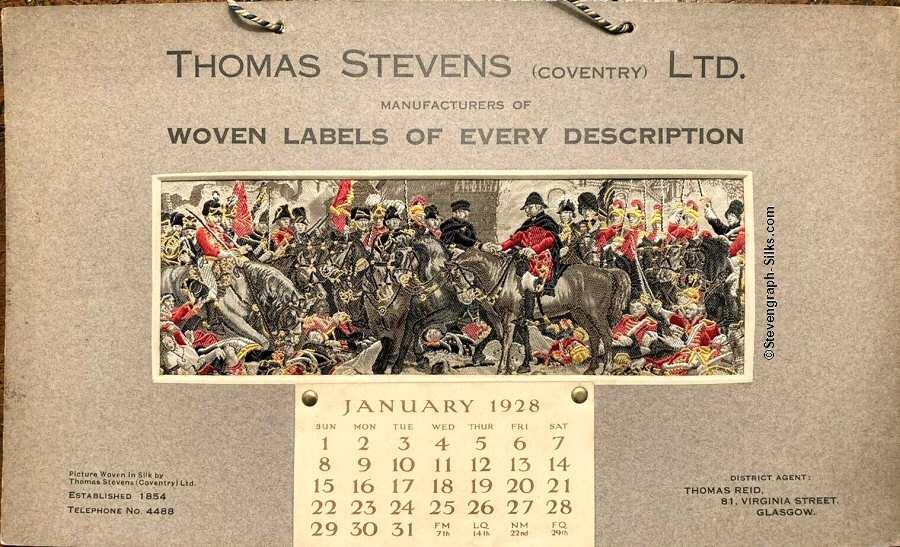 THOMAS STEVENS (COVENTRY) LTD.
MANUFACTURERS OF
WOVEN LABELS OF EVERY DESCRIPTION
©Stevengraph-Silks.com
JANUARY 1928
SUN MON TUE WED THUR FRI SAT
1 2 3 4 5 6 7
8 9 10 11 12 13 14
15 16 17 18 19 20 21
22 23 24 25 26 27 28
29 30 31 FM 7th LQ 14th NM 22nd FQ 29th
Picture Woven in Silk by
Thomas Stevens (Coventry) Ltd.
ESTABLISHED 1854
TELEPHONE NO. 4488
DISTRICT AGENT:
THOMAS REID,
81, VIRGINIA STREET.
GLASGOW.